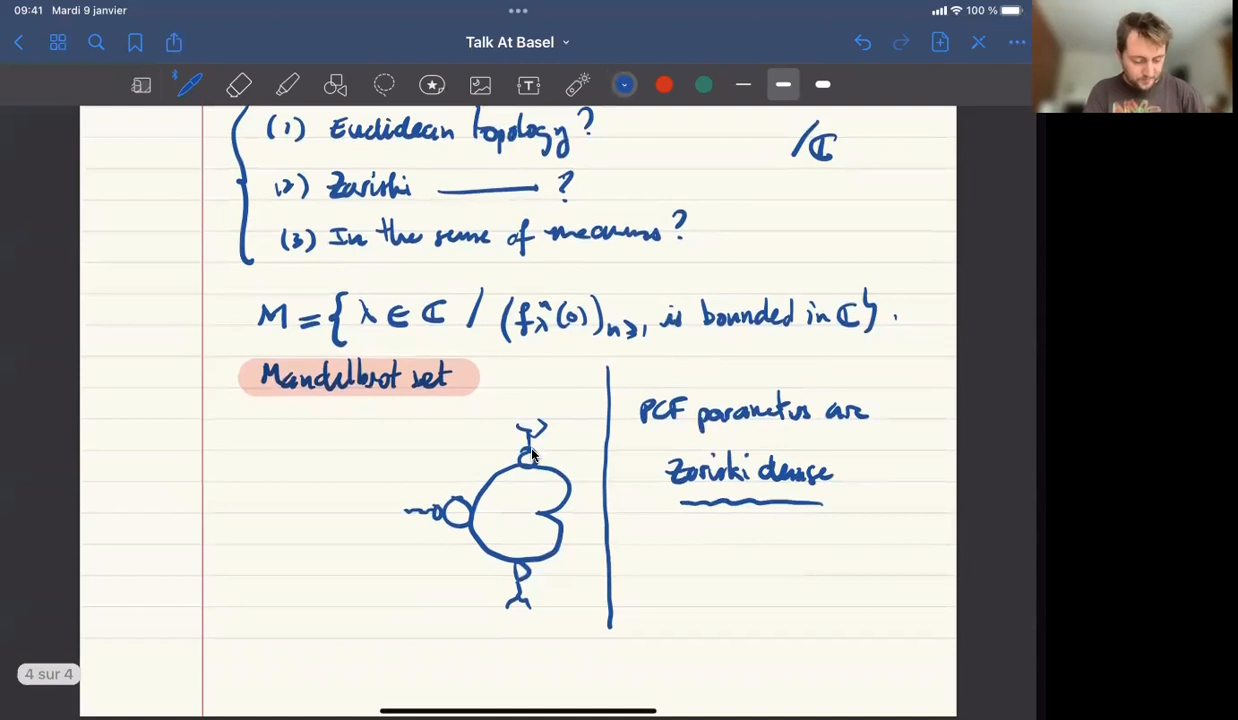 09:41 Mardi 9 janvier
100 %
Talk At Basel
(1) Euclidean topology?
/ℂ
(2) Zariski ——— ?
(3) In the sense of measures?
M = { λ ∈ ℂ / (f_λ^n(0))_{n≥1} is bounded in ℂ}.
Mandelbrot set
PCF parameters are
Zariski dense
4 sur 4